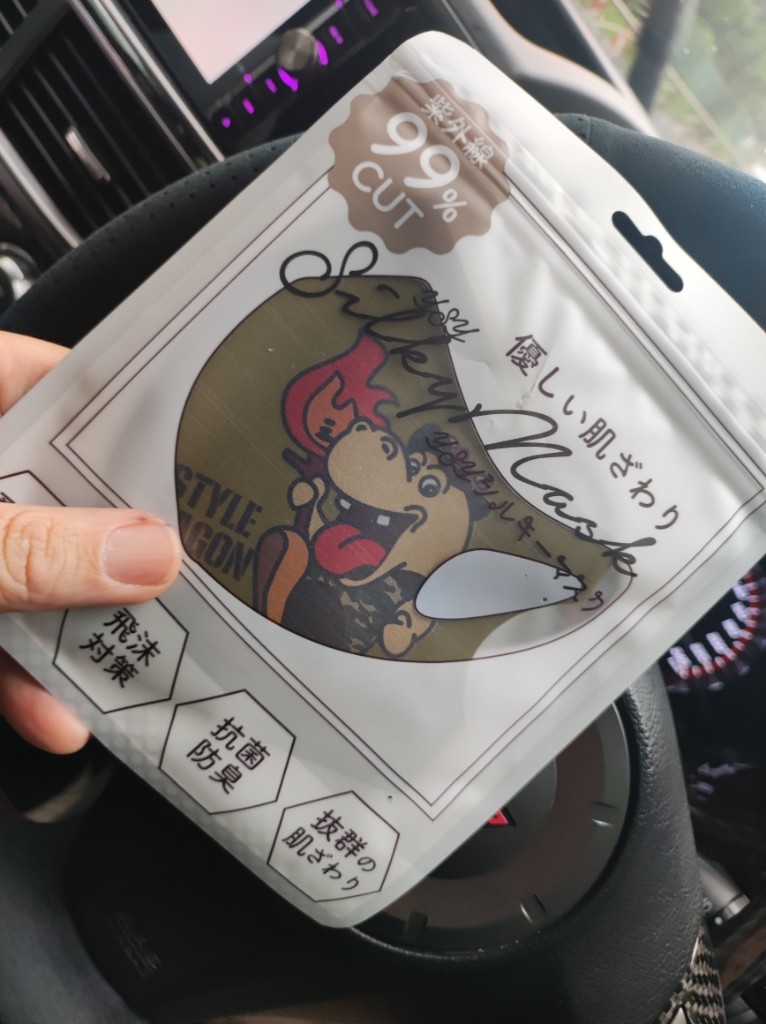 紫外線
99%
CUT
Silky Mask
優しい肌ざわり
シルキーマスク
STYLE
飛沫
対策
抗菌
防臭
抜群の
肌ざわり